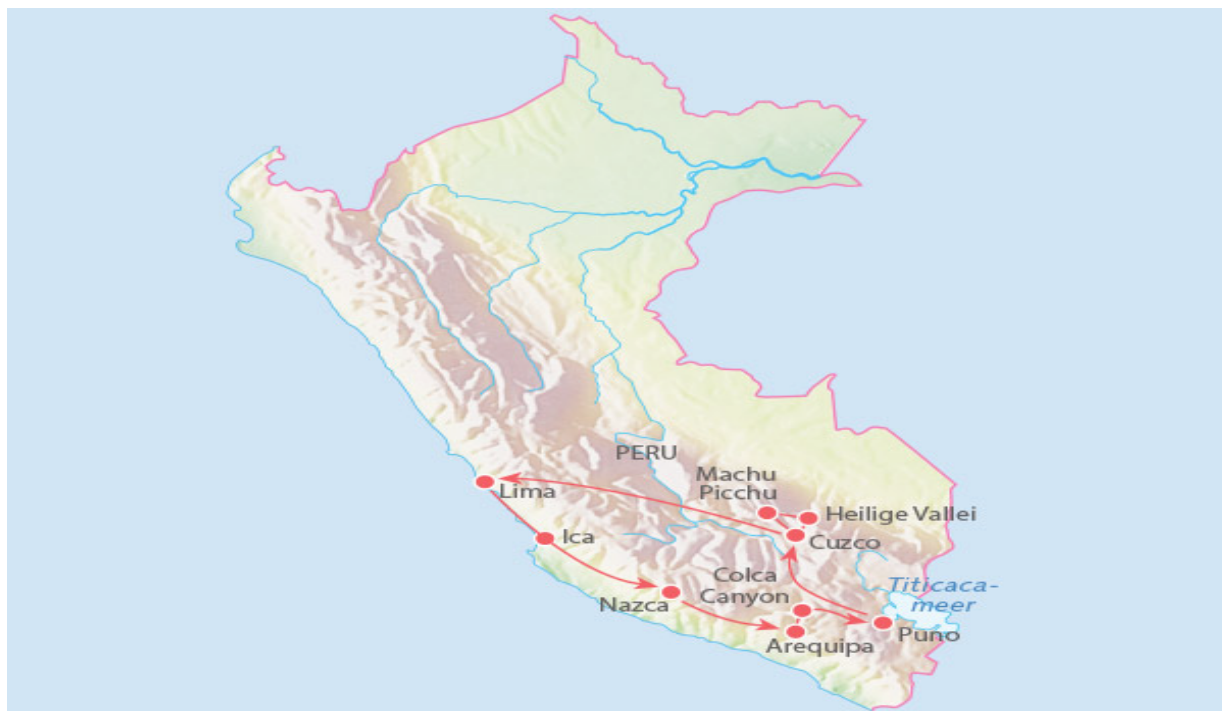 PERU
Machu
Picchu
Lima
Heilige Vallei
Ica
Cuzco
Colca
Canyon
Titicaca-
meer
Nazca
Puno
Arequipa